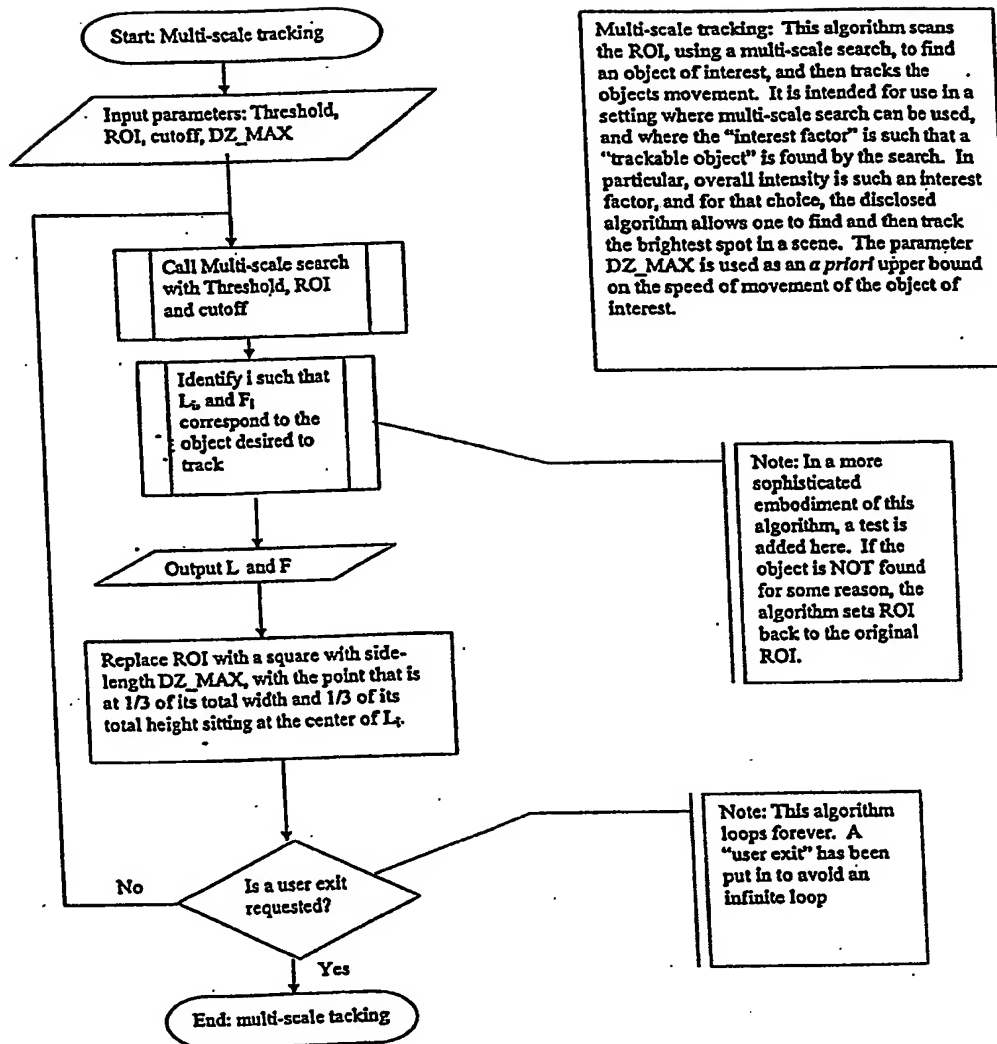 Start: Multi-scale tracking
Input parameters: Threshold,
ROI, cutoff, DZ_MAX
Call Multi-scale search
with Threshold, ROI
and cutoff
Identify i such that
Li, and Fi
correspond to the
object desired to
track
Output L and F
Replace ROI with a square with side-
length DZ_MAX, with the point that is
at 1/3 of its total width and 1/3 of its
total height sitting at the center of Li.
Is a user exit
requested?
No
Yes
End: multi-scale tacking
Multi-scale tracking: This algorithm scans
the ROI, using a multi-scale search, to find
an object of interest, and then tracks the
objects movement. It is intended for use in a
setting where multi-scale search can be used,
and where the “interest factor” is such that a
“trackable object” is found by the search. In
particular, overall intensity is such an interest
factor, and for that choice, the disclosed
algorithm allows one to find and then track
the brightest spot in a scene. The parameter
DZ_MAX is used as an a priori upper bound
on the speed of movement of the object of
interest.
Note: In a more
sophisticated
embodiment of this
algorithm, a test is
added here. If the
object is NOT found
for some reason, the
algorithm sets ROI
back to the original
ROI.
Note: This algorithm
loops forever. A
“user exit” has been
put in to avoid an
infinite loop